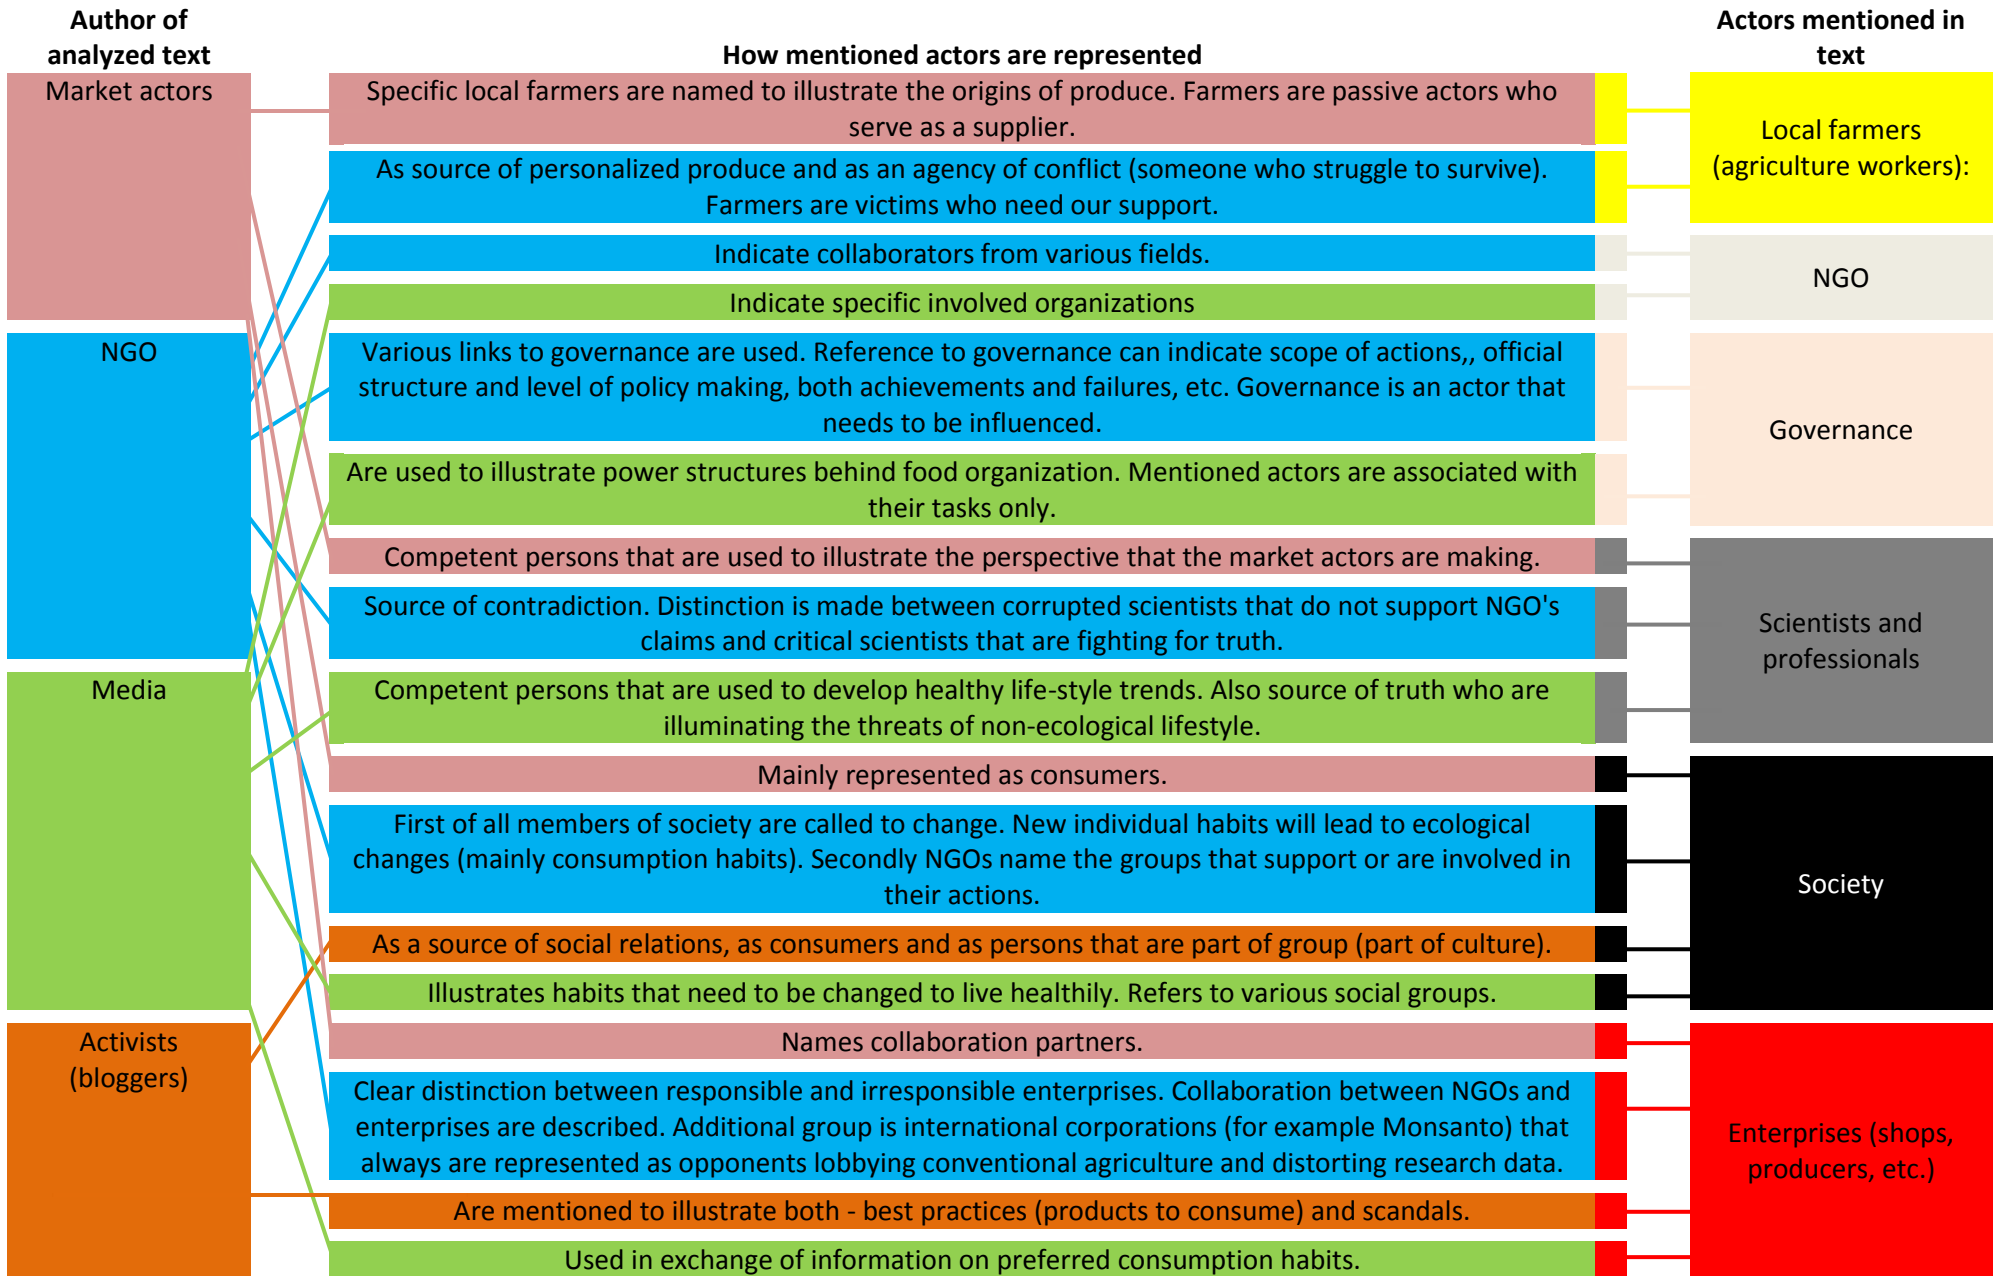 Author of
analyzed text
How mentioned actors are represented
Actors mentioned in
text
Market actors
NGO
Media
Activists
(bloggers)
Specific local farmers are named to illustrate the origins of produce. Farmers are passive actors who
serve as a supplier.
As source of personalized produce and as an agency of conflict (someone who struggle to survive).
Farmers are victims who need our support.
Indicate collaborators from various fields.
Indicate specific involved organizations
Various links to governance are used. Reference to governance can indicate scope of actions,, official
structure and level of policy making, both achievements and failures, etc. Governance is an actor that
needs to be influenced.
Are used to illustrate power structures behind food organization. Mentioned actors are associated with
their tasks only.
Competent persons that are used to illustrate the perspective that the market actors are making.
Source of contradiction. Distinction is made between corrupted scientists that do not support NGO's
claims and critical scientists that are fighting for truth.
Competent persons that are used to develop healthy life-style trends. Also source of truth who are
illuminating the threats of non-ecological lifestyle.
Mainly represented as consumers.
First of all members of society are called to change. New individual habits will lead to ecological
changes (mainly consumption habits). Secondly NGOs name the groups that support or are involved in
their actions.
As a source of social relations, as consumers and as persons that are part of group (part of culture).
Illustrates habits that need to be changed to live healthily. Refers to various social groups.
Names collaboration partners.
Clear distinction between responsible and irresponsible enterprises. Collaboration between NGOs and
enterprises are described. Additional group is international corporations (for example Monsanto) that
always are represented as opponents lobbying conventional agriculture and distorting research data.
Are mentioned to illustrate both - best practices (products to consume) and scandals.
Used in exchange of information on preferred consumption habits.
Local farmers
(agriculture workers):
NGO
Governance
Scientists and
professionals
Society
Enterprises (shops,
producers, etc.)